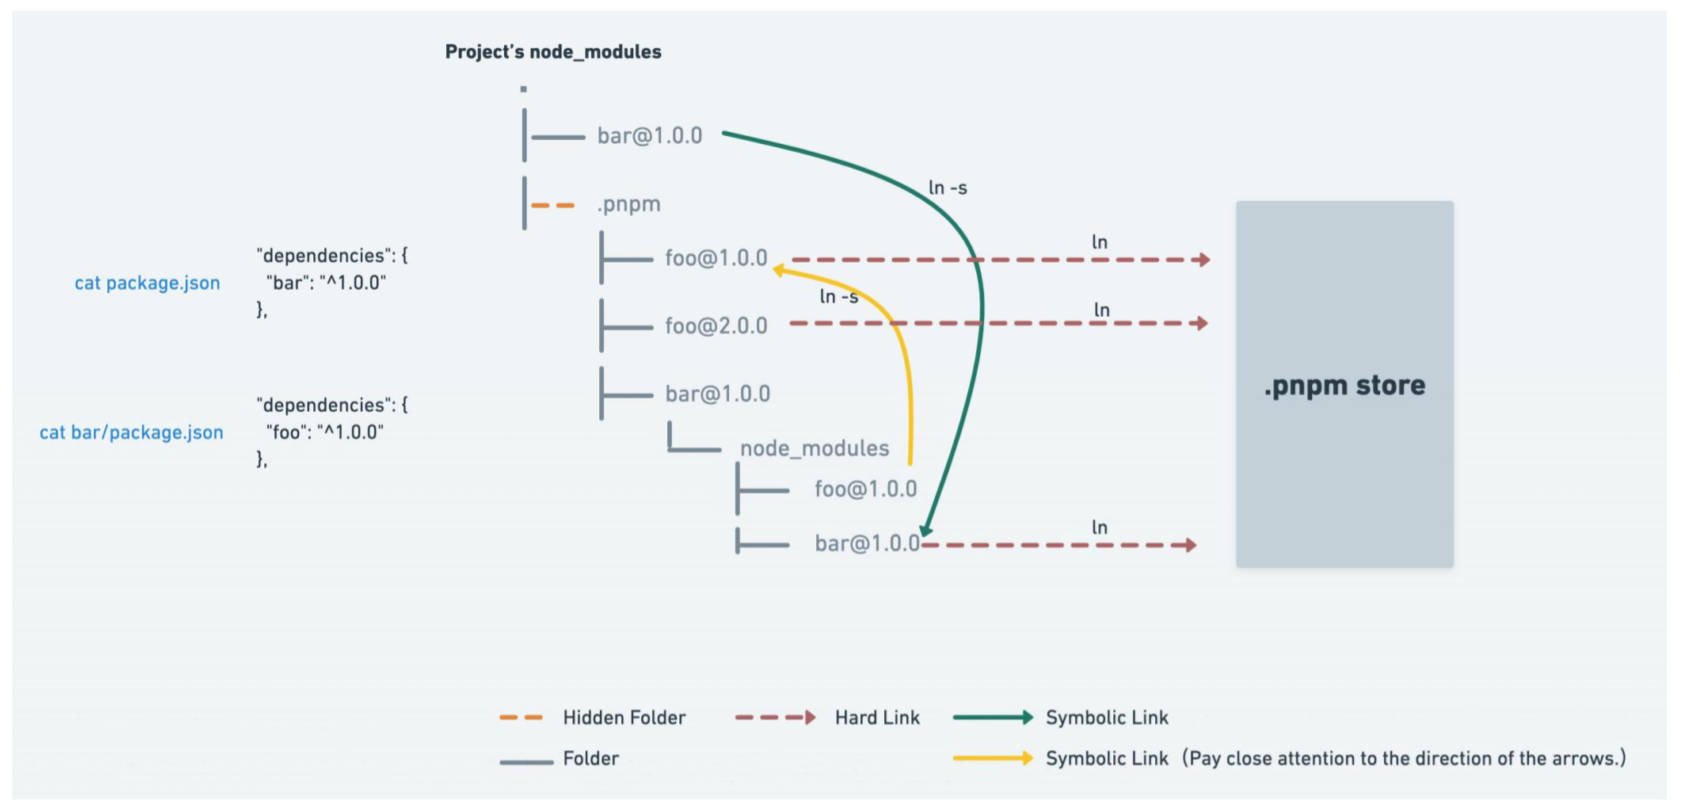 Project's node_modules
.
bar@1.0.0
ln -s
.pnpm
foo@1.0.0
ln
cat package.json
"dependencies": {
"bar": "^1.0.0"
},
ln -s
foo@2.0.0
ln
.pnpm store
bar@1.0.0
cat bar/package.json
"dependencies": {
"foo": "^1.0.0"
},
node_modules
foo@1.0.0
bar@1.0.0
ln
Hidden Folder
Hard Link
Symbolic Link
Folder
Symbolic Link (Pay close attention to the direction of the arrows.)